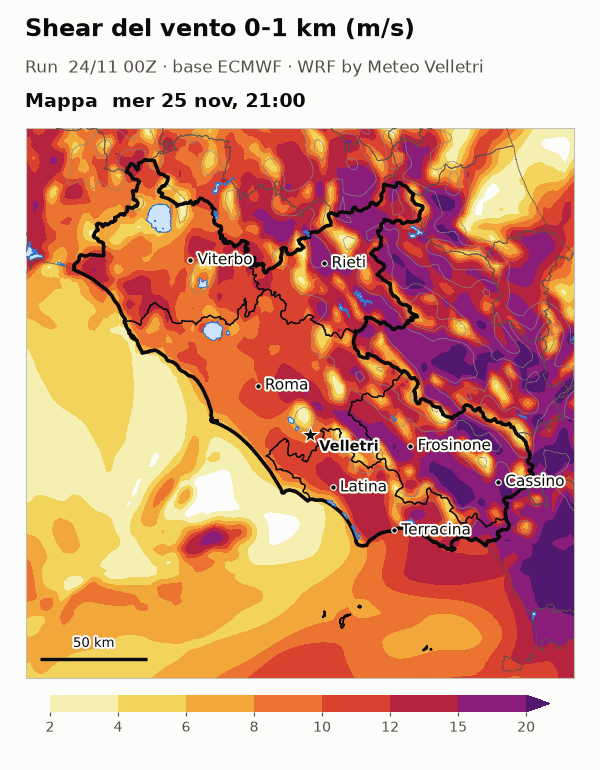 Shear del vento 0-1 km (m/s)
Run  24/11 00Z · base ECMWF · WRF by Meteo Velletri
Mappa  mer 25 nov, 21:00
Viterbo
Rieti
Roma
Velletri
Frosinone
Cassino
Latina
Terracina
50 km
2 4 6 8 10 12 15 20